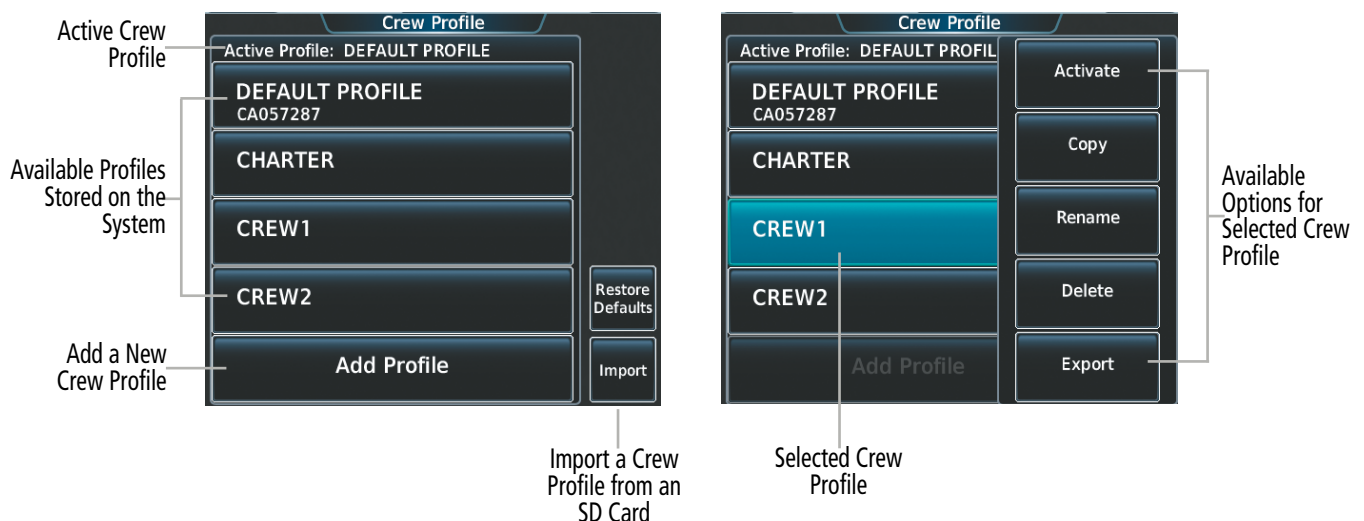 Active Crew
Profile
Available Profiles
Stored on the
System
Add a New
Crew Profile
Crew Profile
Active Profile: DEFAULT PROFILE
DEFAULT PROFILE
CA057287
CHARTER
CREW1
CREW2
Add Profile
Restore
Defaults
Import
Import a Crew
Profile from an
SD Card
Crew Profile
Active Profile: DEFAULT PROFIL
DEFAULT PROFILE
CA057287
CHARTER
CREW1
CREW2
Add Profile
Activate
Copy
Rename
Delete
Export
Selected Crew
Profile
Available
Options for
Selected Crew
Profile